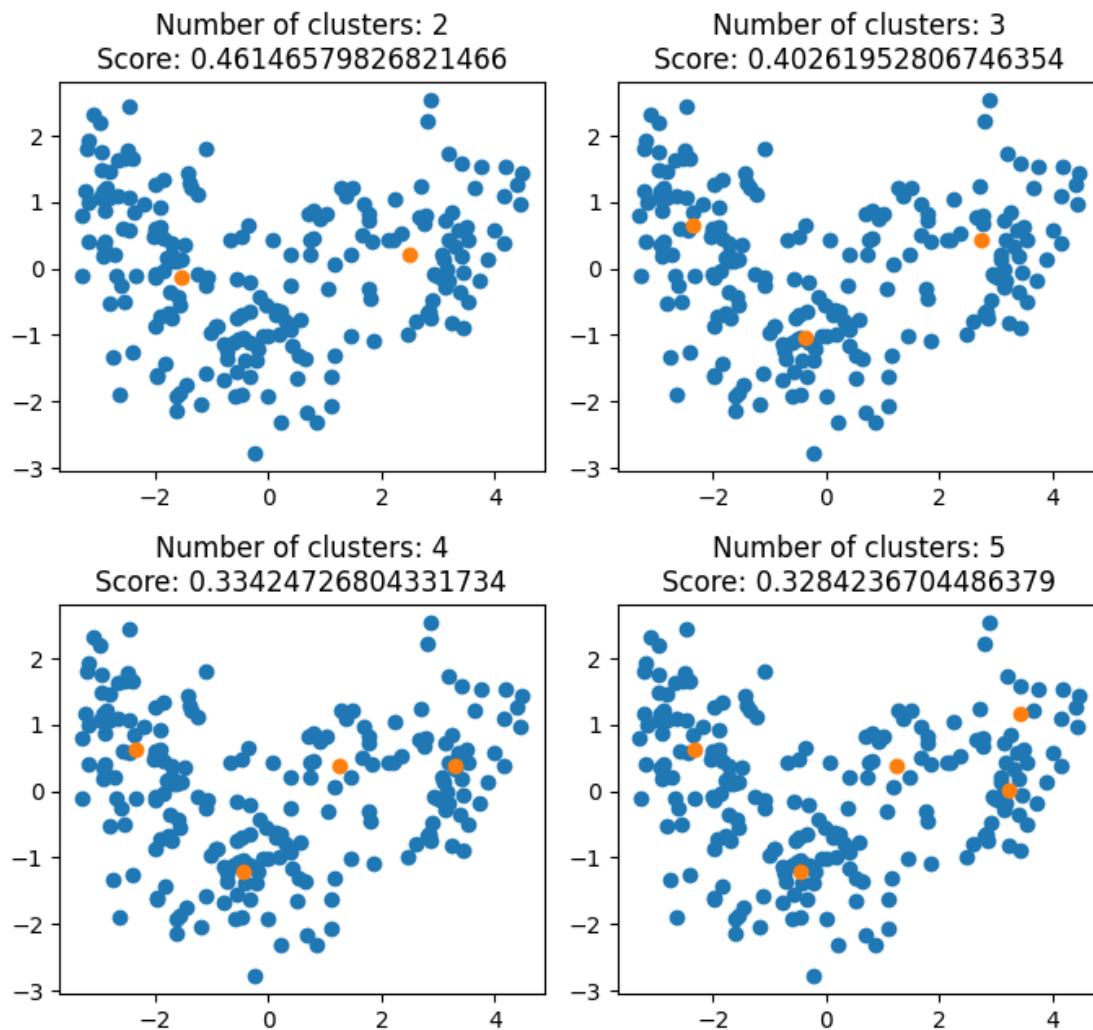 Number of clusters: 2
Score: 0.46146579826821466
2
1
0
−1
−2
−3
−2 0 2 4
Number of clusters: 3
Score: 0.40261952806746354
2
1
0
−1
−2
−3
−2 0 2 4
Number of clusters: 4
Score: 0.33424726804331734
2
1
0
−1
−2
−3
−2 0 2 4
Number of clusters: 5
Score: 0.3284236704486379
2
1
0
−1
−2
−3
−2 0 2 4